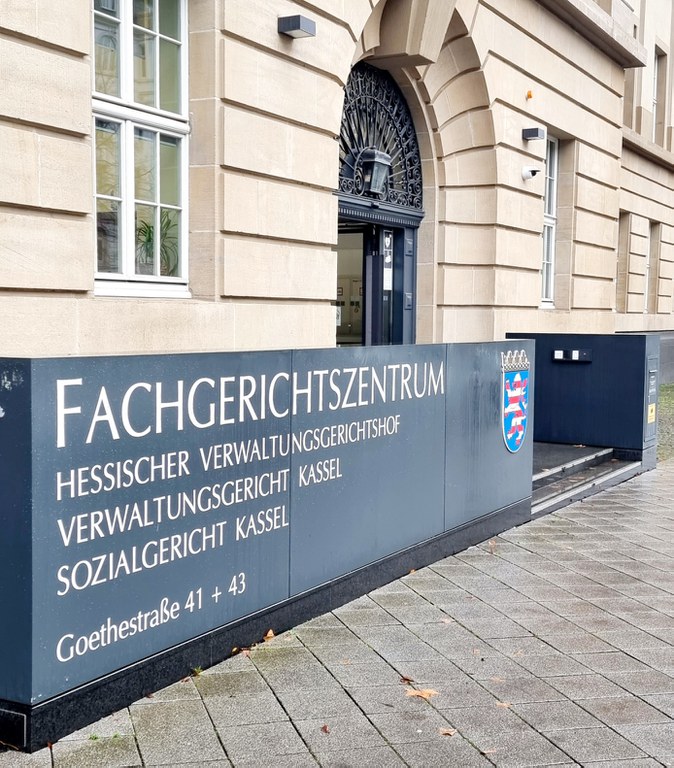 FACHGERICHTSZENTRUM
HESSISCHER VERWALTUNGSGERICHTSHOF
VERWALTUNGSGERICHT KASSEL
SOZIALGERICHT KASSEL
Goethestraße 41 + 43